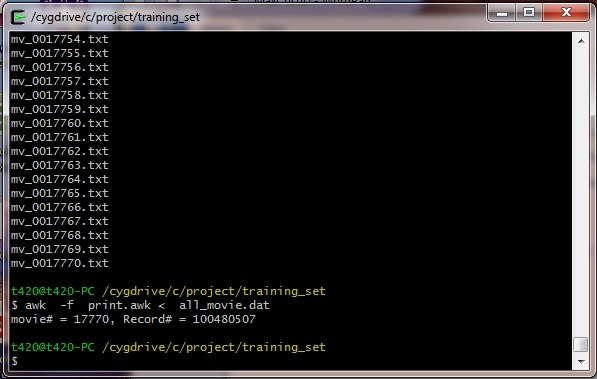 /cygdrive/c/project/training_set
mv_0017754.txt
mv_0017755.txt
mv_0017756.txt
mv_0017757.txt
mv_0017758.txt
mv_0017759.txt
mv_0017760.txt
mv_0017761.txt
mv_0017762.txt
mv_0017763.txt
mv_0017764.txt
mv_0017765.txt
mv_0017766.txt
mv_0017767.txt
mv_0017768.txt
mv_0017769.txt
mv_0017770.txt
t420@t420-PC /cygdrive/c/project/training_set
$ awk  -f  print.awk <  all_movie.dat
movie# = 17770, Record# = 100480507
t420@t420-PC /cygdrive/c/project/training_set
$